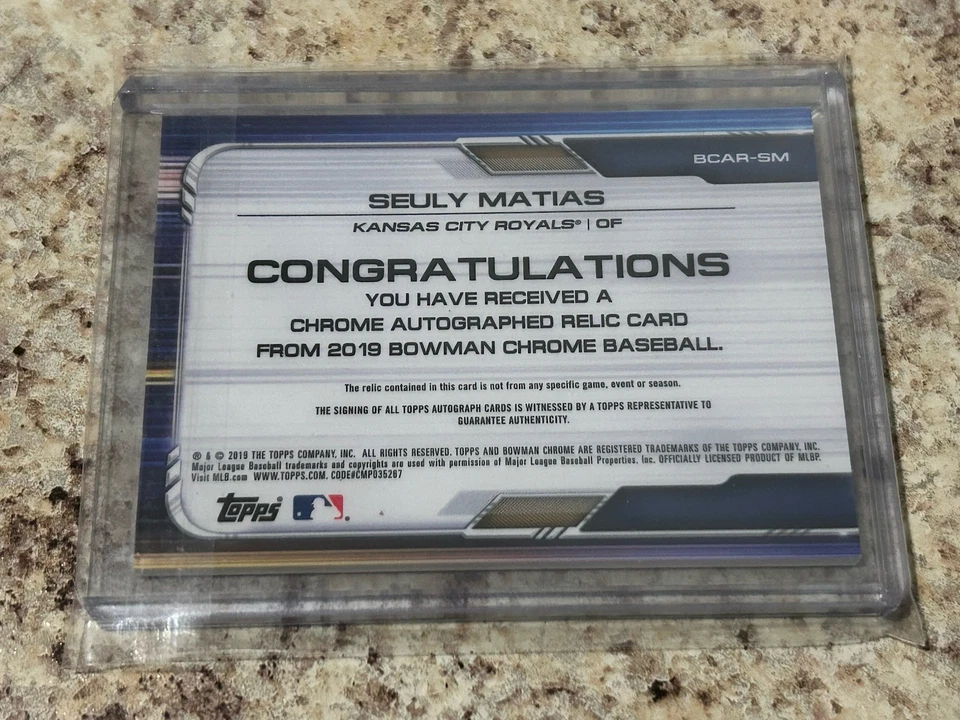 BCAR-SM
SEULY MATIAS
KANSAS CITY ROYALS® | OF
CONGRATULATIONS
YOU HAVE RECEIVED A
CHROME AUTOGRAPHED RELIC CARD
FROM 2019 BOWMAN CHROME BASEBALL.
The relic contained in this card is not from any specific game, event or season.
THE SIGNING OF ALL TOPPS AUTOGRAPH CARDS IS WITNESSED BY A TOPPS REPRESENTATIVE TO
GUARANTEE AUTHENTICITY.
® & © 2019 THE TOPPS COMPANY, INC. ALL RIGHTS RESERVED. TOPPS AND BOWMAN CHROME ARE REGISTERED TRADEMARKS OF THE TOPPS COMPANY, INC.
Major League Baseball trademarks and copyrights are used with permission of Major League Baseball Properties, Inc. OFFICIALLY LICENSED PRODUCT OF MLBP.
Visit MLB.com WWW.TOPPS.COM. CODE#CMP035267
Topps®